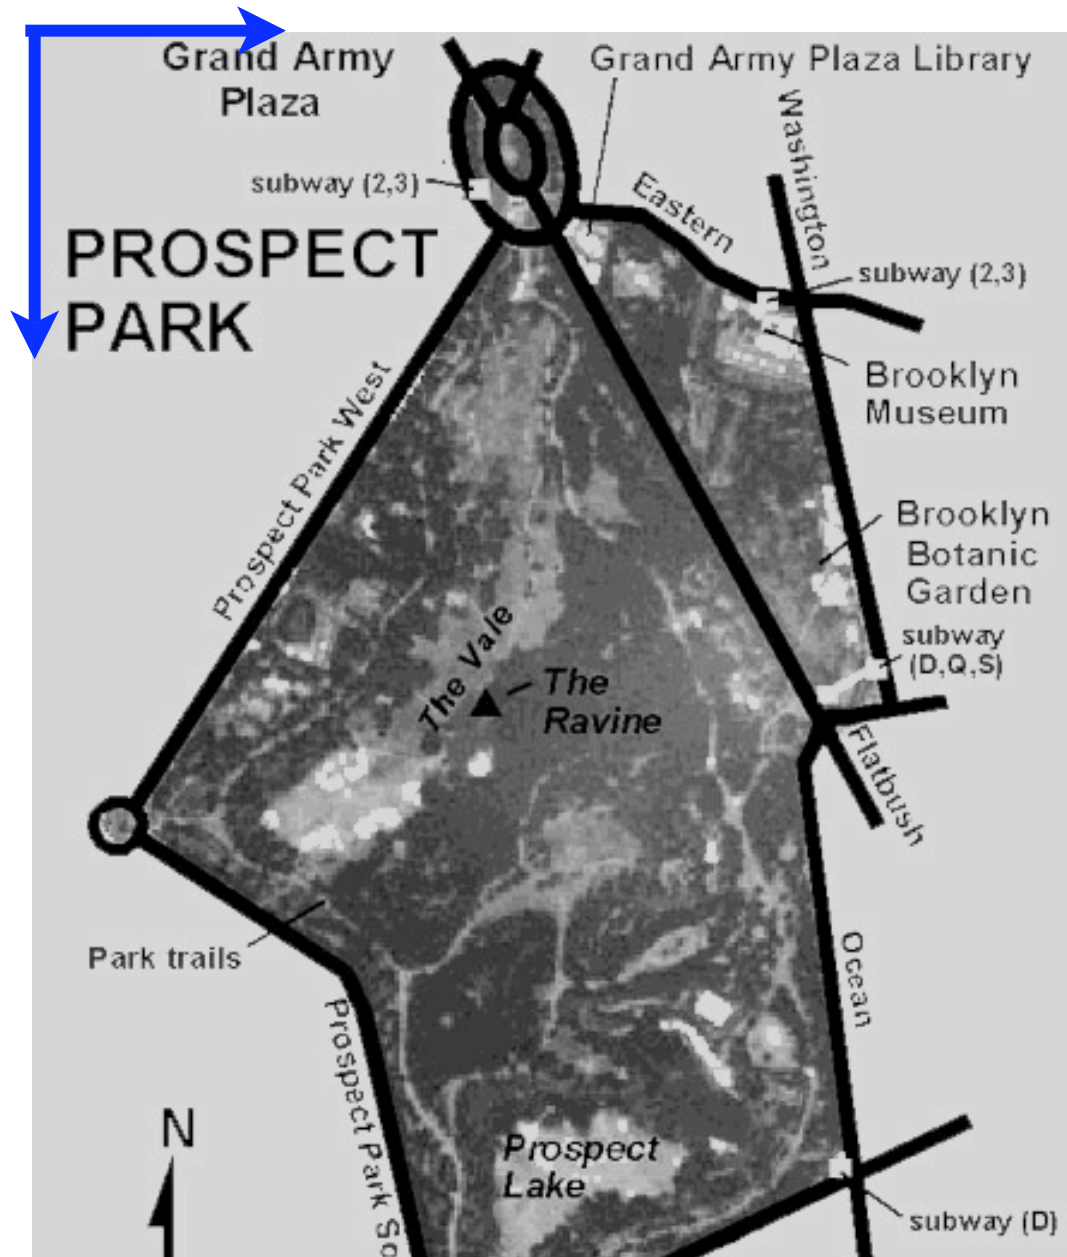 Grand Army
Plaza
Grand Army Plaza Library
Washington
subway (2,3)
Eastern
PROSPECT
PARK
subway (2,3)
Brooklyn
Museum
Prospect Park West
Brooklyn
Botanic
Garden
subway
(D,Q,S)
The Vale
The
Ravine
Flatbush
Park trails
Ocean
Prospect Park So
N
Prospect
Lake
subway (D)